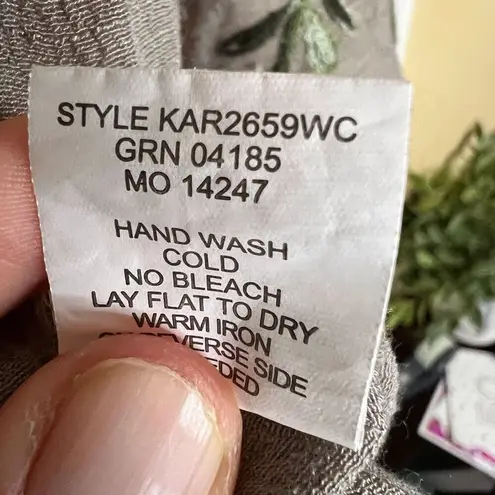 STYLE KAR2659WC
GRN 04185
MO 14247
HAND WASH
COLD
NO BLEACH
LAY FLAT TO DRY
WARM IRON
REVERSE SIDE